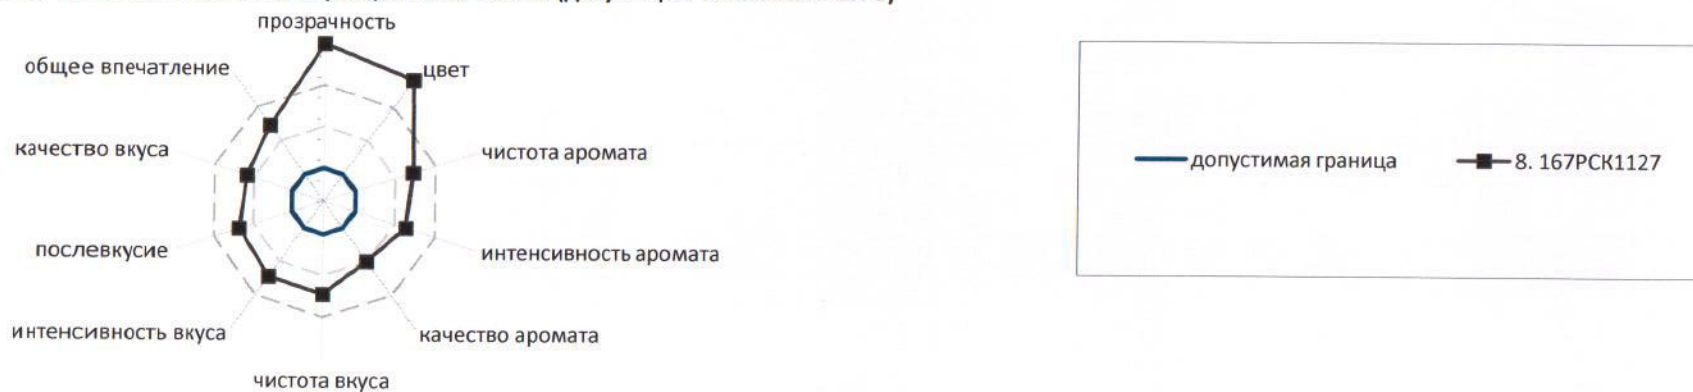 прозрачность
общее впечатление
цвет
качество вкуса
чистота аромата
допустимая граница
8. 167РСК1127
послевкусие
интенсивность аромата
интенсивность вкуса
качество аромата
чистота вкуса